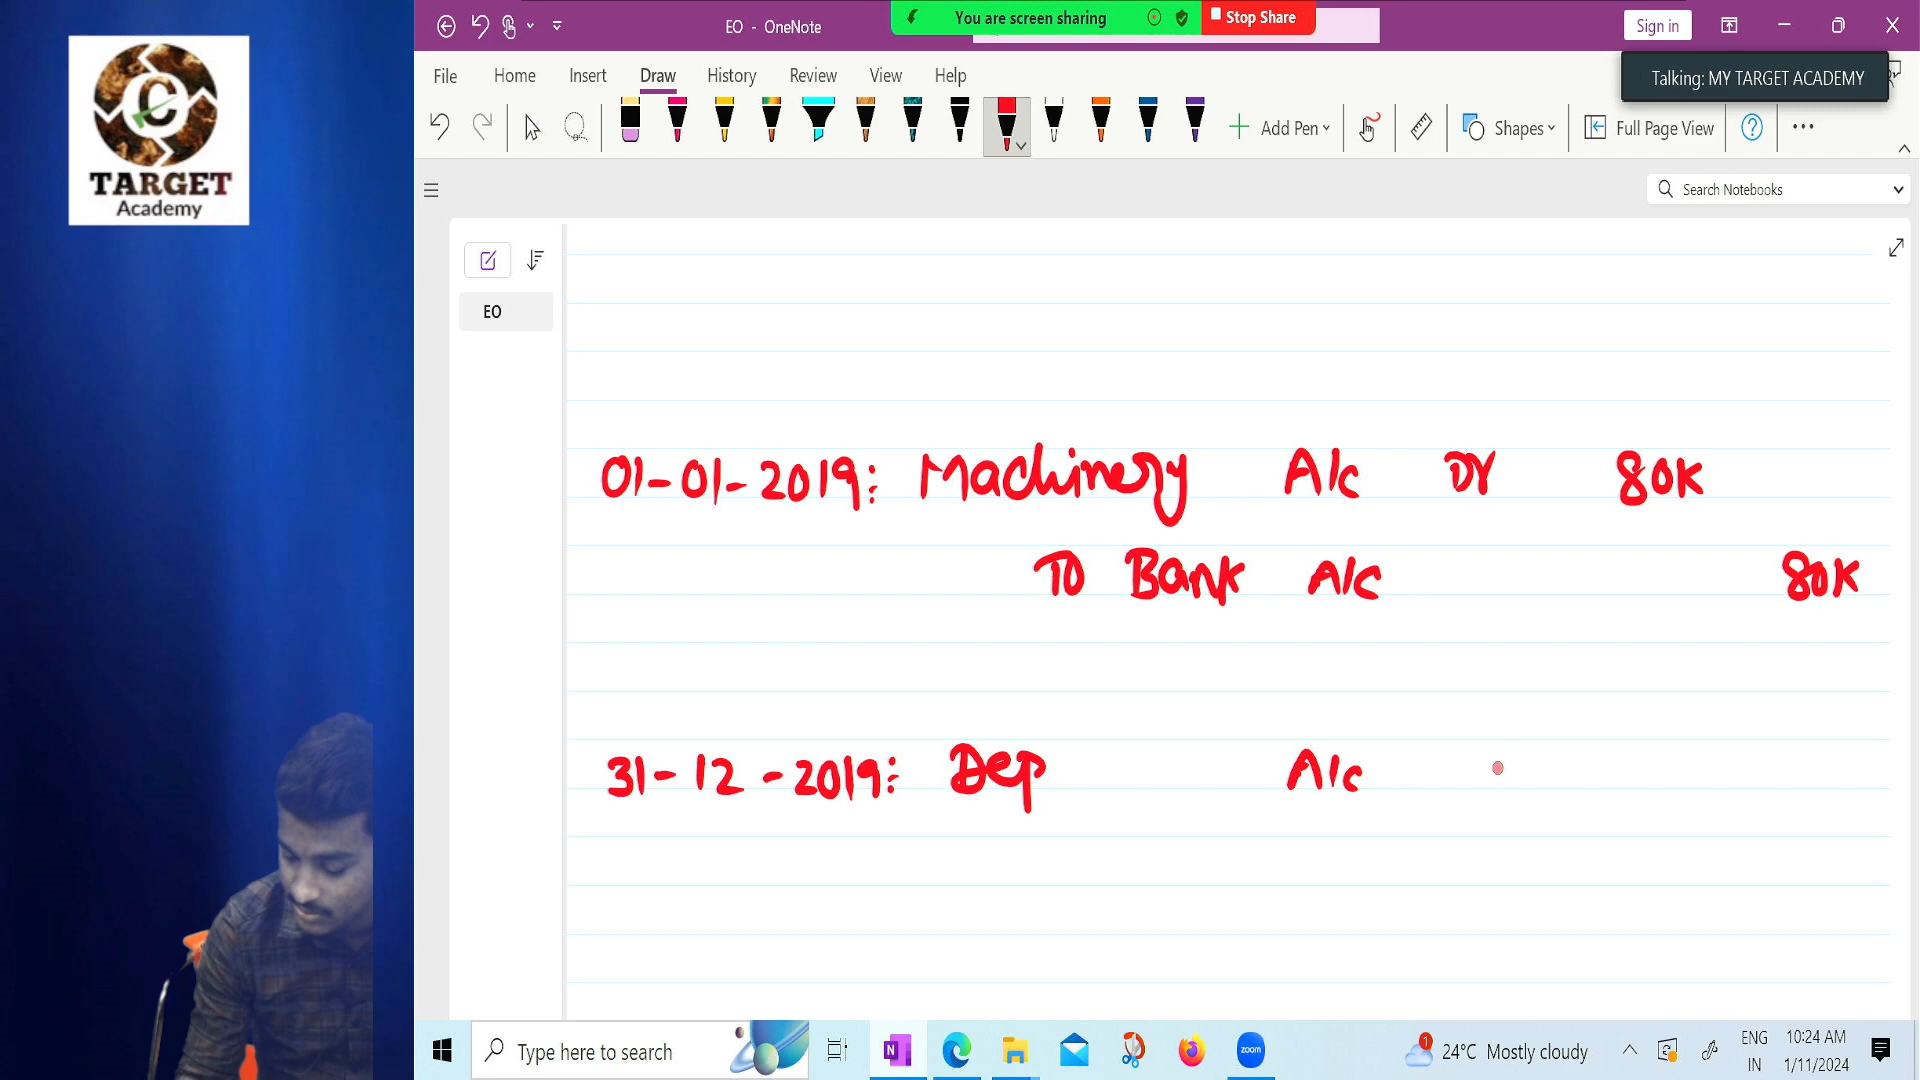 TARGET
Academy
EO - OneNote
You are screen sharing
Stop Share
Sign in
Talking: MY TARGET ACADEMY
File Home Insert Draw History Review View Help
Add Pen
Shapes
Full Page View
Search Notebooks
EO
01-01-2019: Machinery A/c Dr 80K
To Bank A/c 80K
31-12-2019: Dep A/c
Type here to search
zoom
1
24°C Mostly cloudy
ENG
IN
10:24 AM
1/11/2024